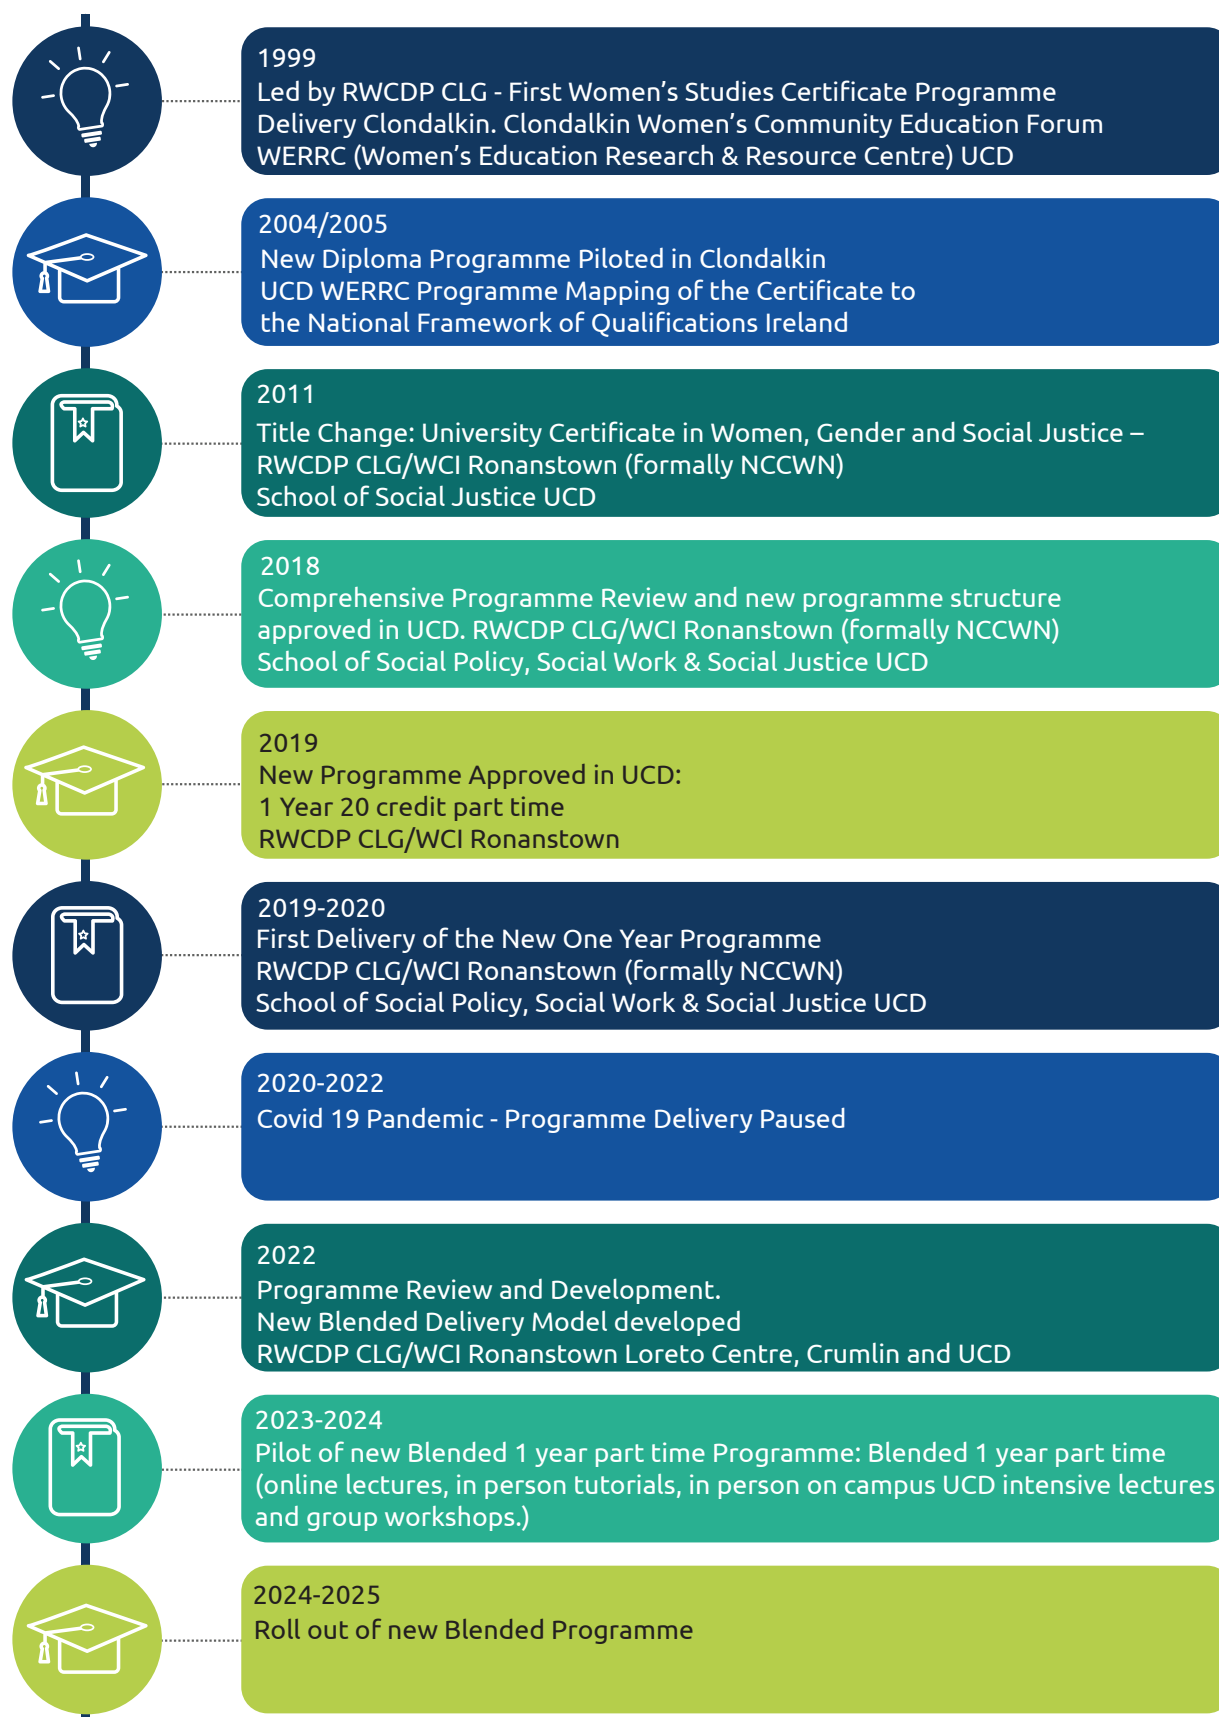 1999
Led by RWCDP CLG - First Women's Studies Certificate Programme
Delivery Clondalkin. Clondalkin Women's Community Education Forum
WERRC (Women's Education Research & Resource Centre) UCD
2004/2005
New Diploma Programme Piloted in Clondalkin
UCD WERRC Programme Mapping of the Certificate to
the National Framework of Qualifications Ireland
2011
Title Change: University Certificate in Women, Gender and Social Justice –
RWCDP CLG/WCI Ronanstown (formally NCCWN)
School of Social Justice UCD
2018
Comprehensive Programme Review and new programme structure
approved in UCD. RWCDP CLG/WCI Ronanstown (formally NCCWN)
School of Social Policy, Social Work & Social Justice UCD
2019
New Programme Approved in UCD:
1 Year 20 credit part time
RWCDP CLG/WCI Ronanstown
2019-2020
First Delivery of the New One Year Programme
RWCDP CLG/WCI Ronanstown (formally NCCWN)
School of Social Policy, Social Work & Social Justice UCD
2020-2022
Covid 19 Pandemic - Programme Delivery Paused
2022
Programme Review and Development.
New Blended Delivery Model developed
RWCDP CLG/WCI Ronanstown Loreto Centre, Crumlin and UCD
2023-2024
Pilot of new Blended 1 year part time Programme: Blended 1 year part time
(online lectures, in person tutorials, in person on campus UCD intensive lectures
and group workshops.)
2024-2025
Roll out of new Blended Programme